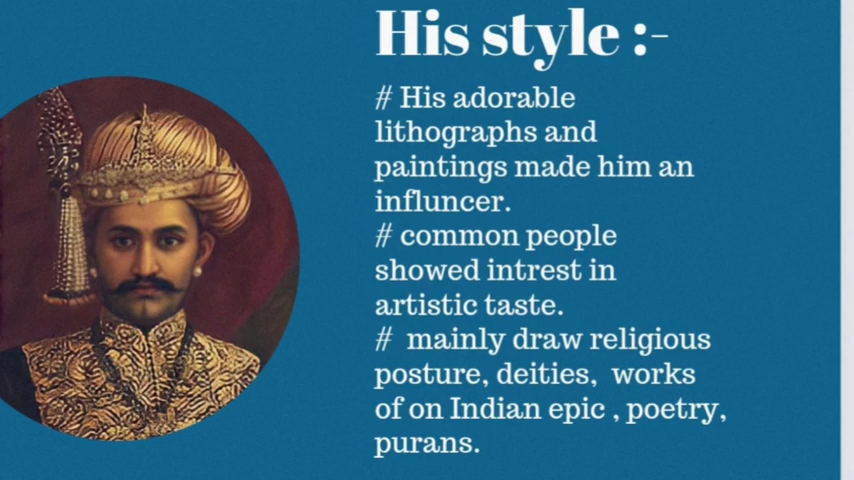 His style :-
# His adorable
lithographs and
paintings made him an
influncer.
# common people
showed intrest in
artistic taste.
# mainly draw religious
posture, deities, works
of on Indian epic , poetry,
purans.